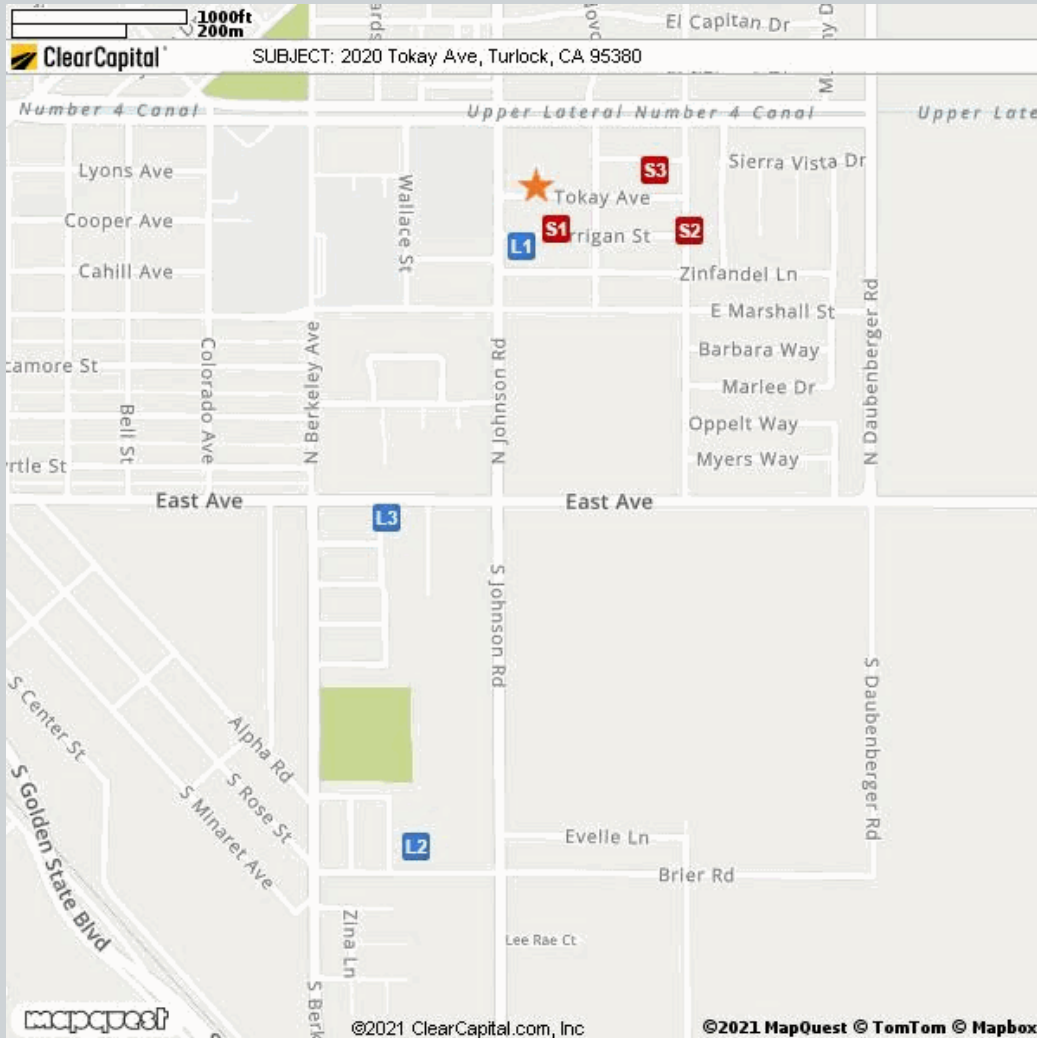 1000ft
200m
El Capitan Dr
ClearCapital
SUBJECT: 2020 Tokay Ave, Turlock, CA 95380
Number 4 Canal
Upper Lateral Number 4 Canal
Upper Late
Lyons Ave
Wallace St
Sierra Vista Dr
S3
Tokay Ave
Cooper Ave
S1
rrigan St
S2
L1
Cahill Ave
Zinfandel Ln
E Marshall St
N Daubenberger Rd
Colorado Ave
N Berkeley Ave
N Johnson Rd
Barbara Way
camore St
Marlee Dr
Bell St
Oppelt Way
rtle St
Myers Way
East Ave
East Ave
L3
S Johnson Rd
S Daubenberger Rd
S Center St
Alpha Rd
S Rose St
S Minaret Ave
S Golden State Blvd
L2
Evelle Ln
Brier Rd
Zina Ln
Lee Rae Ct
S Berk
mapquest
©2021 ClearCapital.com, Inc
©2021 MapQuest © TomTom © Mapbox